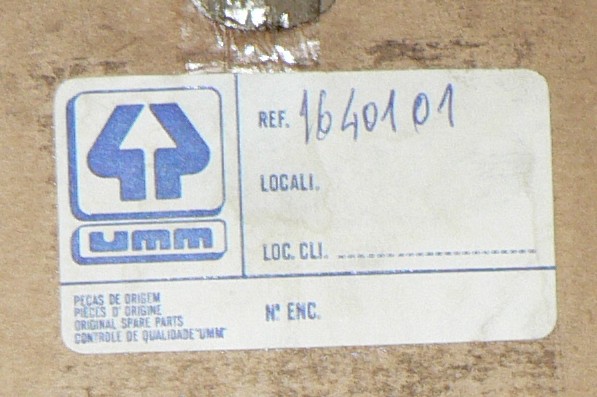 REF. 1640101
LOCALI.
LOC. CLI.
umm
PEÇAS DE ORIGEM
PIÈCES D'ORIGINE
ORIGINAL SPARE PARTS
CONTROLE DE QUALIDADE "UMM"
Nº ENC.